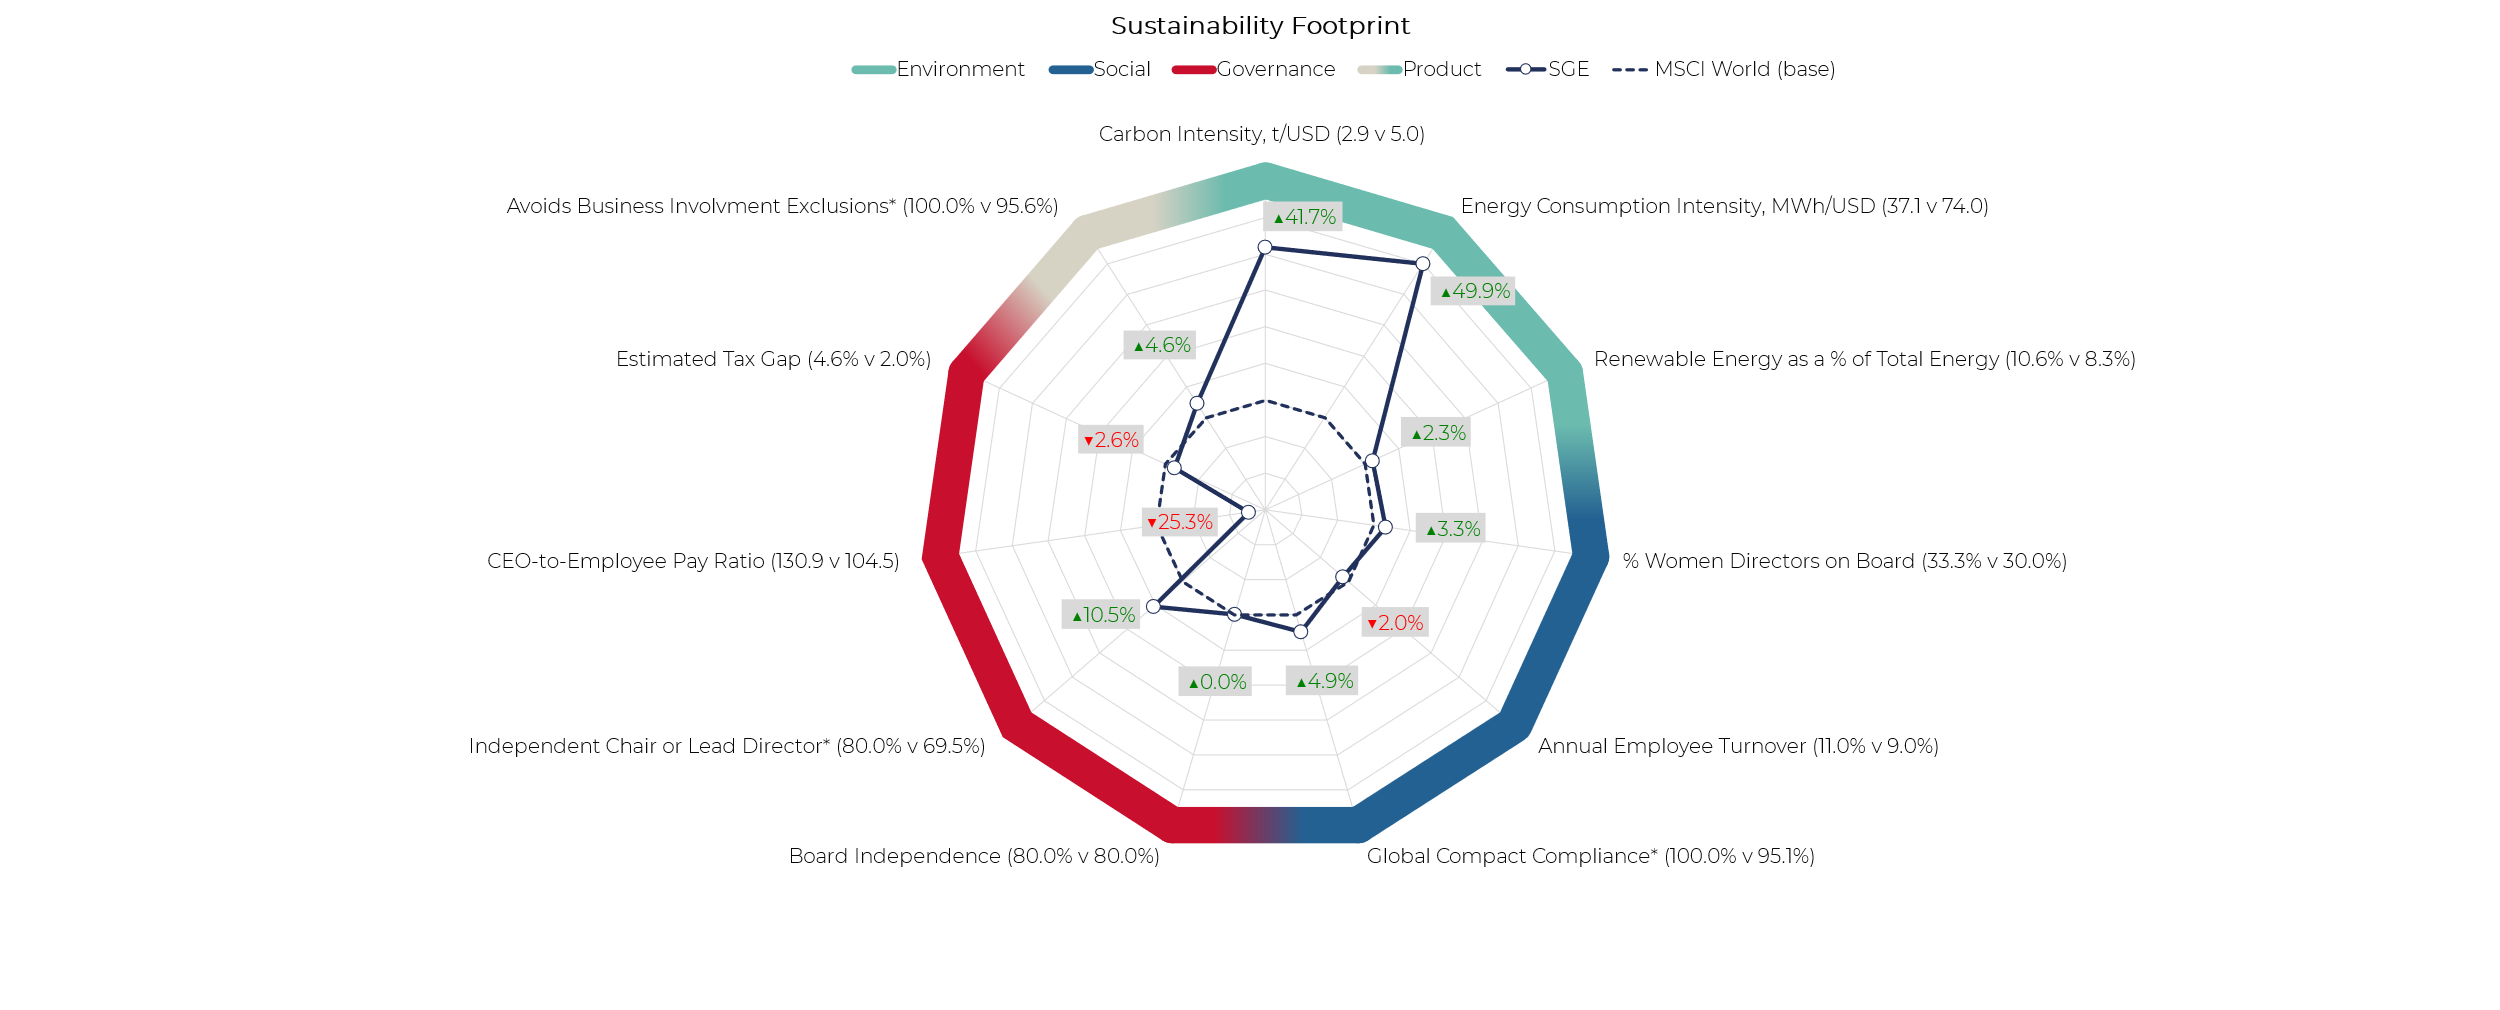 Sustainability Footprint
Environment Social Governance Product SGE MSCI World (base)
Carbon Intensity, t/USD (2.9 v 5.0)
Avoids Business Involvment Exclusions* (100.0% v 95.6%)
Energy Consumption Intensity, MWh/USD (37.1 v 74.0)
▲41.7%
▲49.9%
▲4.6%
Estimated Tax Gap (4.6% v 2.0%)
Renewable Energy as a % of Total Energy (10.6% v 8.3%)
▼2.6%
▲2.3%
▼25.3%
▲3.3%
CEO-to-Employee Pay Ratio (130.9 v 104.5)
% Women Directors on Board (33.3% v 30.0%)
▲10.5%
▼2.0%
▲0.0%
▲4.9%
Independent Chair or Lead Director* (80.0% v 69.5%)
Annual Employee Turnover (11.0% v 9.0%)
Board Independence (80.0% v 80.0%)
Global Compact Compliance* (100.0% v 95.1%)